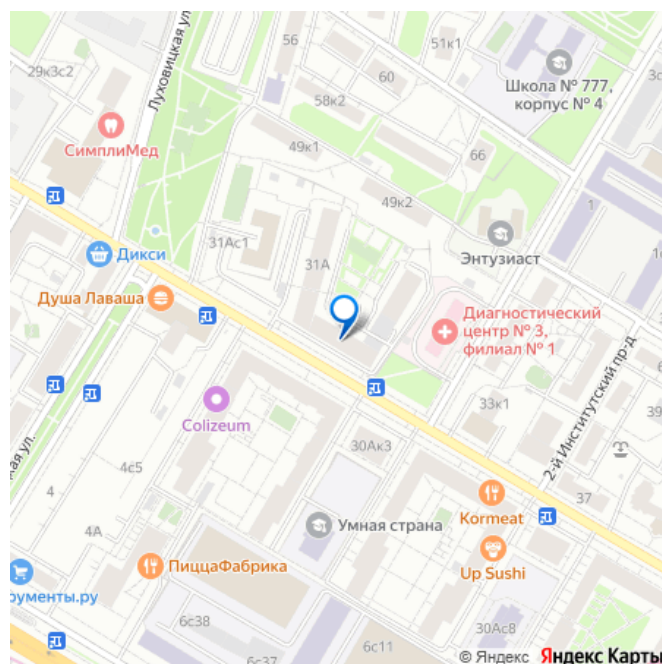 56
51к1
29к3с2
Луховицкая ул.
60
Школа № 777,
корпус № 4
58к2
СимплиМед
49к1
66
49к2
1
31Ас1
Энтузиаст
Дикси
31А
Душа Лаваша
Диагностический
центр № 3,
филиал № 1
2-й Институтский пр-д
Colizeum
33к1
30Ак3
ная ул.
4с5
4
37
Kormeat
4А
Умная страна
ПиццаФабрика
Up Sushi
рументы.ру
6с38
30Ас8
6с11
6с37
© Яндекс Яндекс Карты